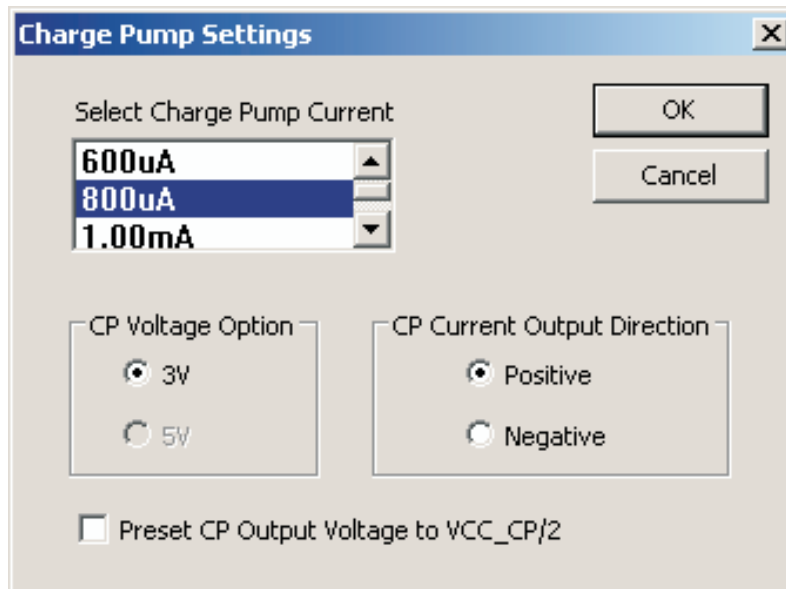 Charge Pump Settings
Select Charge Pump Current
600uA
800uA
1.00mA
OK
Cancel
CP Voltage Option
3V
5V
CP Current Output Direction
Positive
Negative
Preset CP Output Voltage to VCC_CP/2